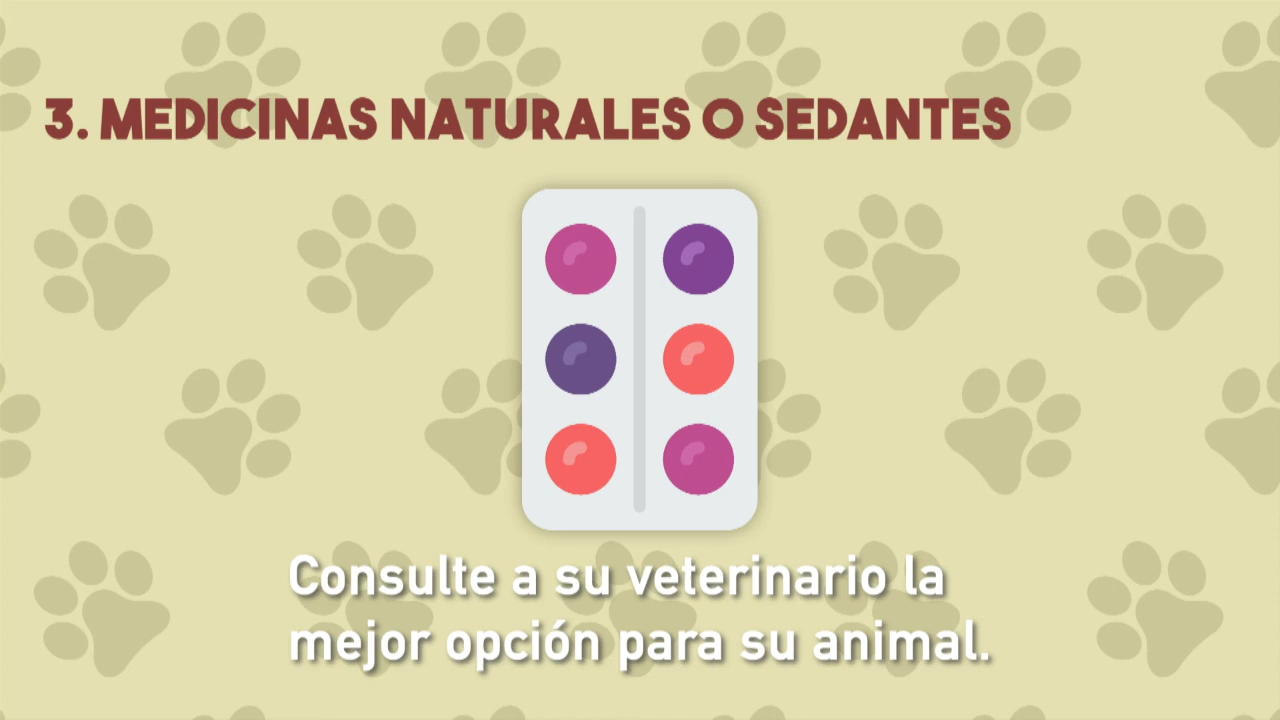 3. MEDICINAS NATURALES O SEDANTES
Consulte a su veterinario la
mejor opción para su animal.